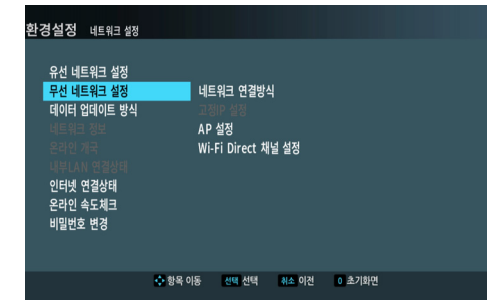 환경설정 네트워크 설정
유선 네트워크 설정
무선 네트워크 설정 네트워크 연결방식
데이터 업데이트 방식 고정IP 설정
네트워크 정보 AP 설정
온라인 개국 Wi-Fi Direct 채널 설정
내부LAN 연결상태
인터넷 연결상태
온라인 속도체크
비밀번호 변경
항목 이동 선택 선택 취소 이전 0 초기화면